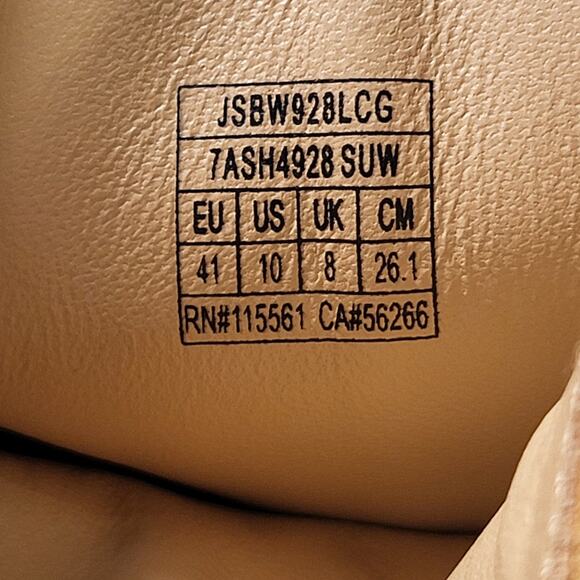 JSBW928LCG
7ASH4928 SUW
EU US UK CM
41 10 8 26.1
RN#115561 CA#56266